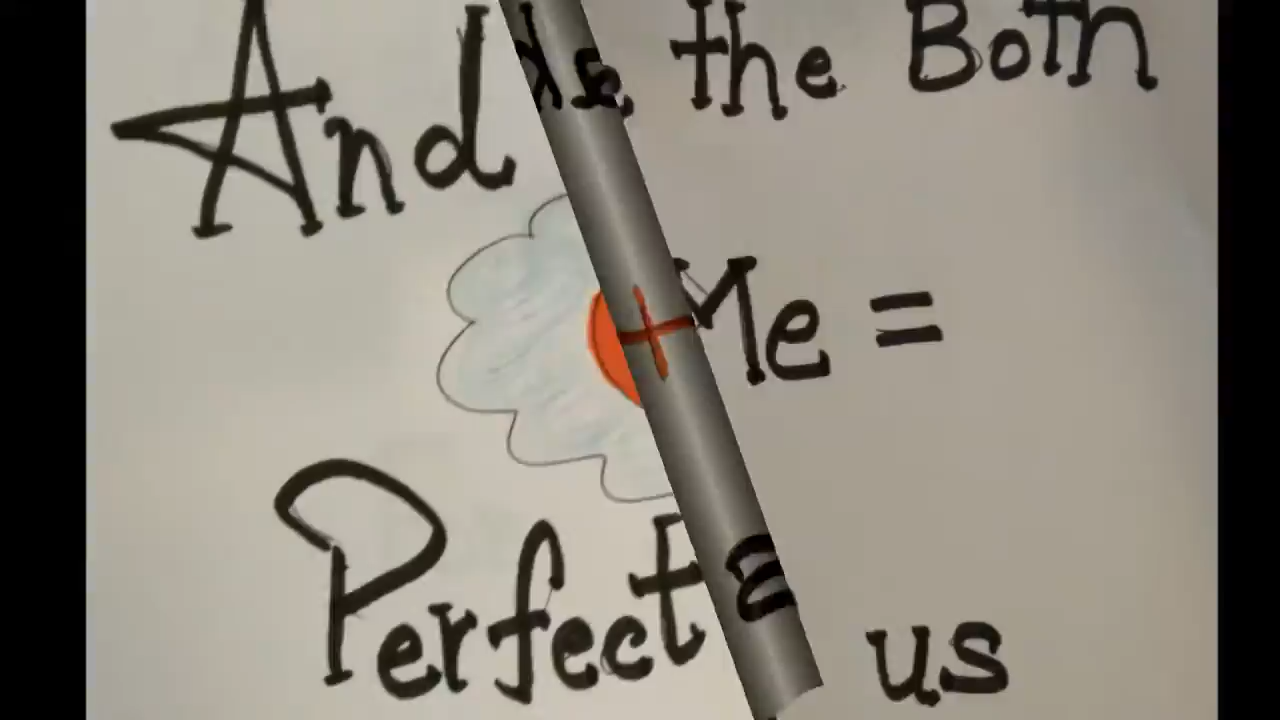 And the Both
+ Me =
Perfect us